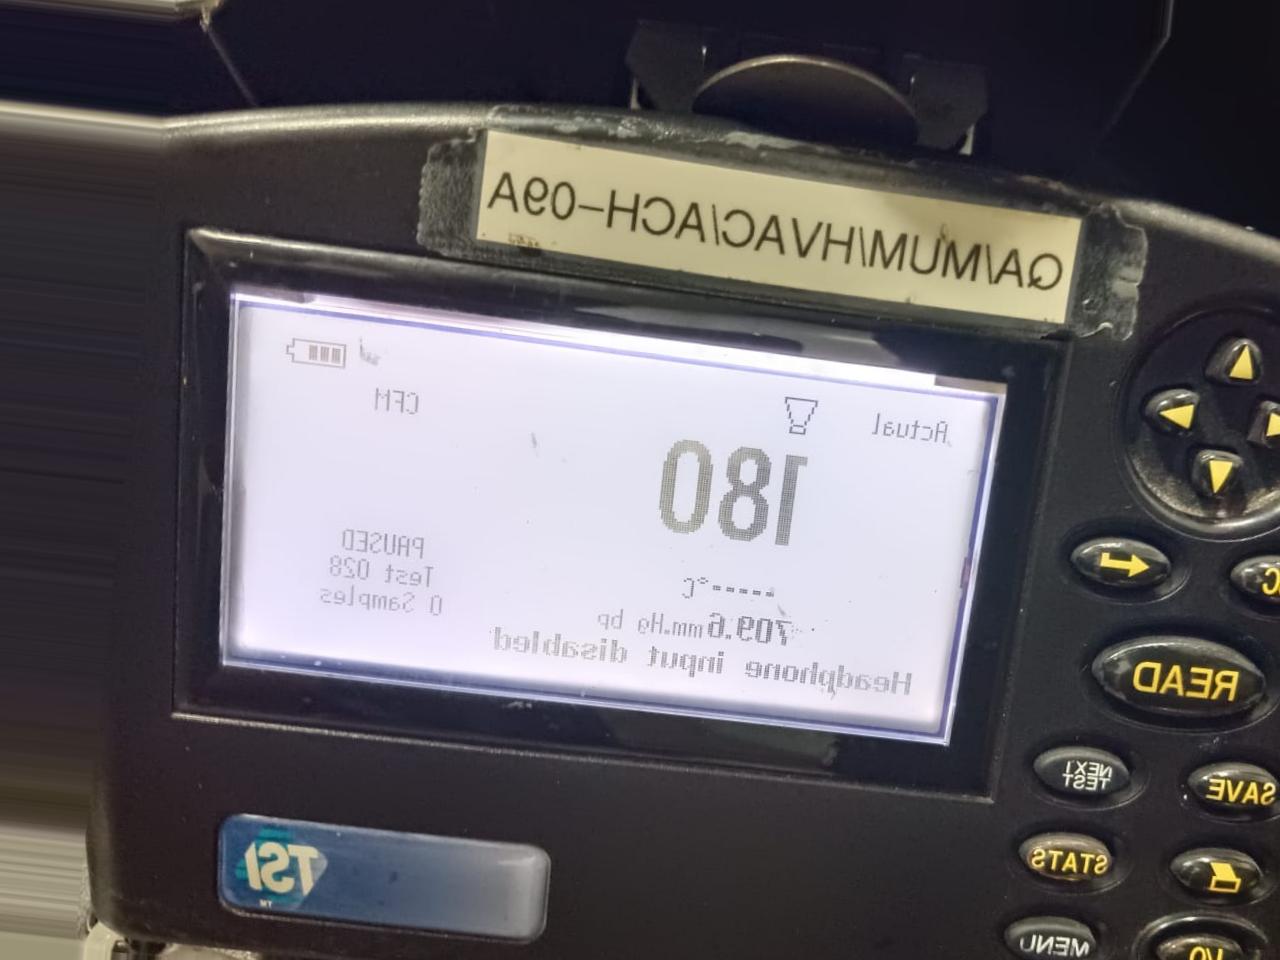 QA/MUM/HVAC/ACH-09A
Actual
CFM
180
-----°C
709.6 mm.Hg bp
PAUSED
Test 028
0 Samples
Headphone input disabled
READ
NEXT
TEST
SAVE
STATS
MENU
TSI
TM